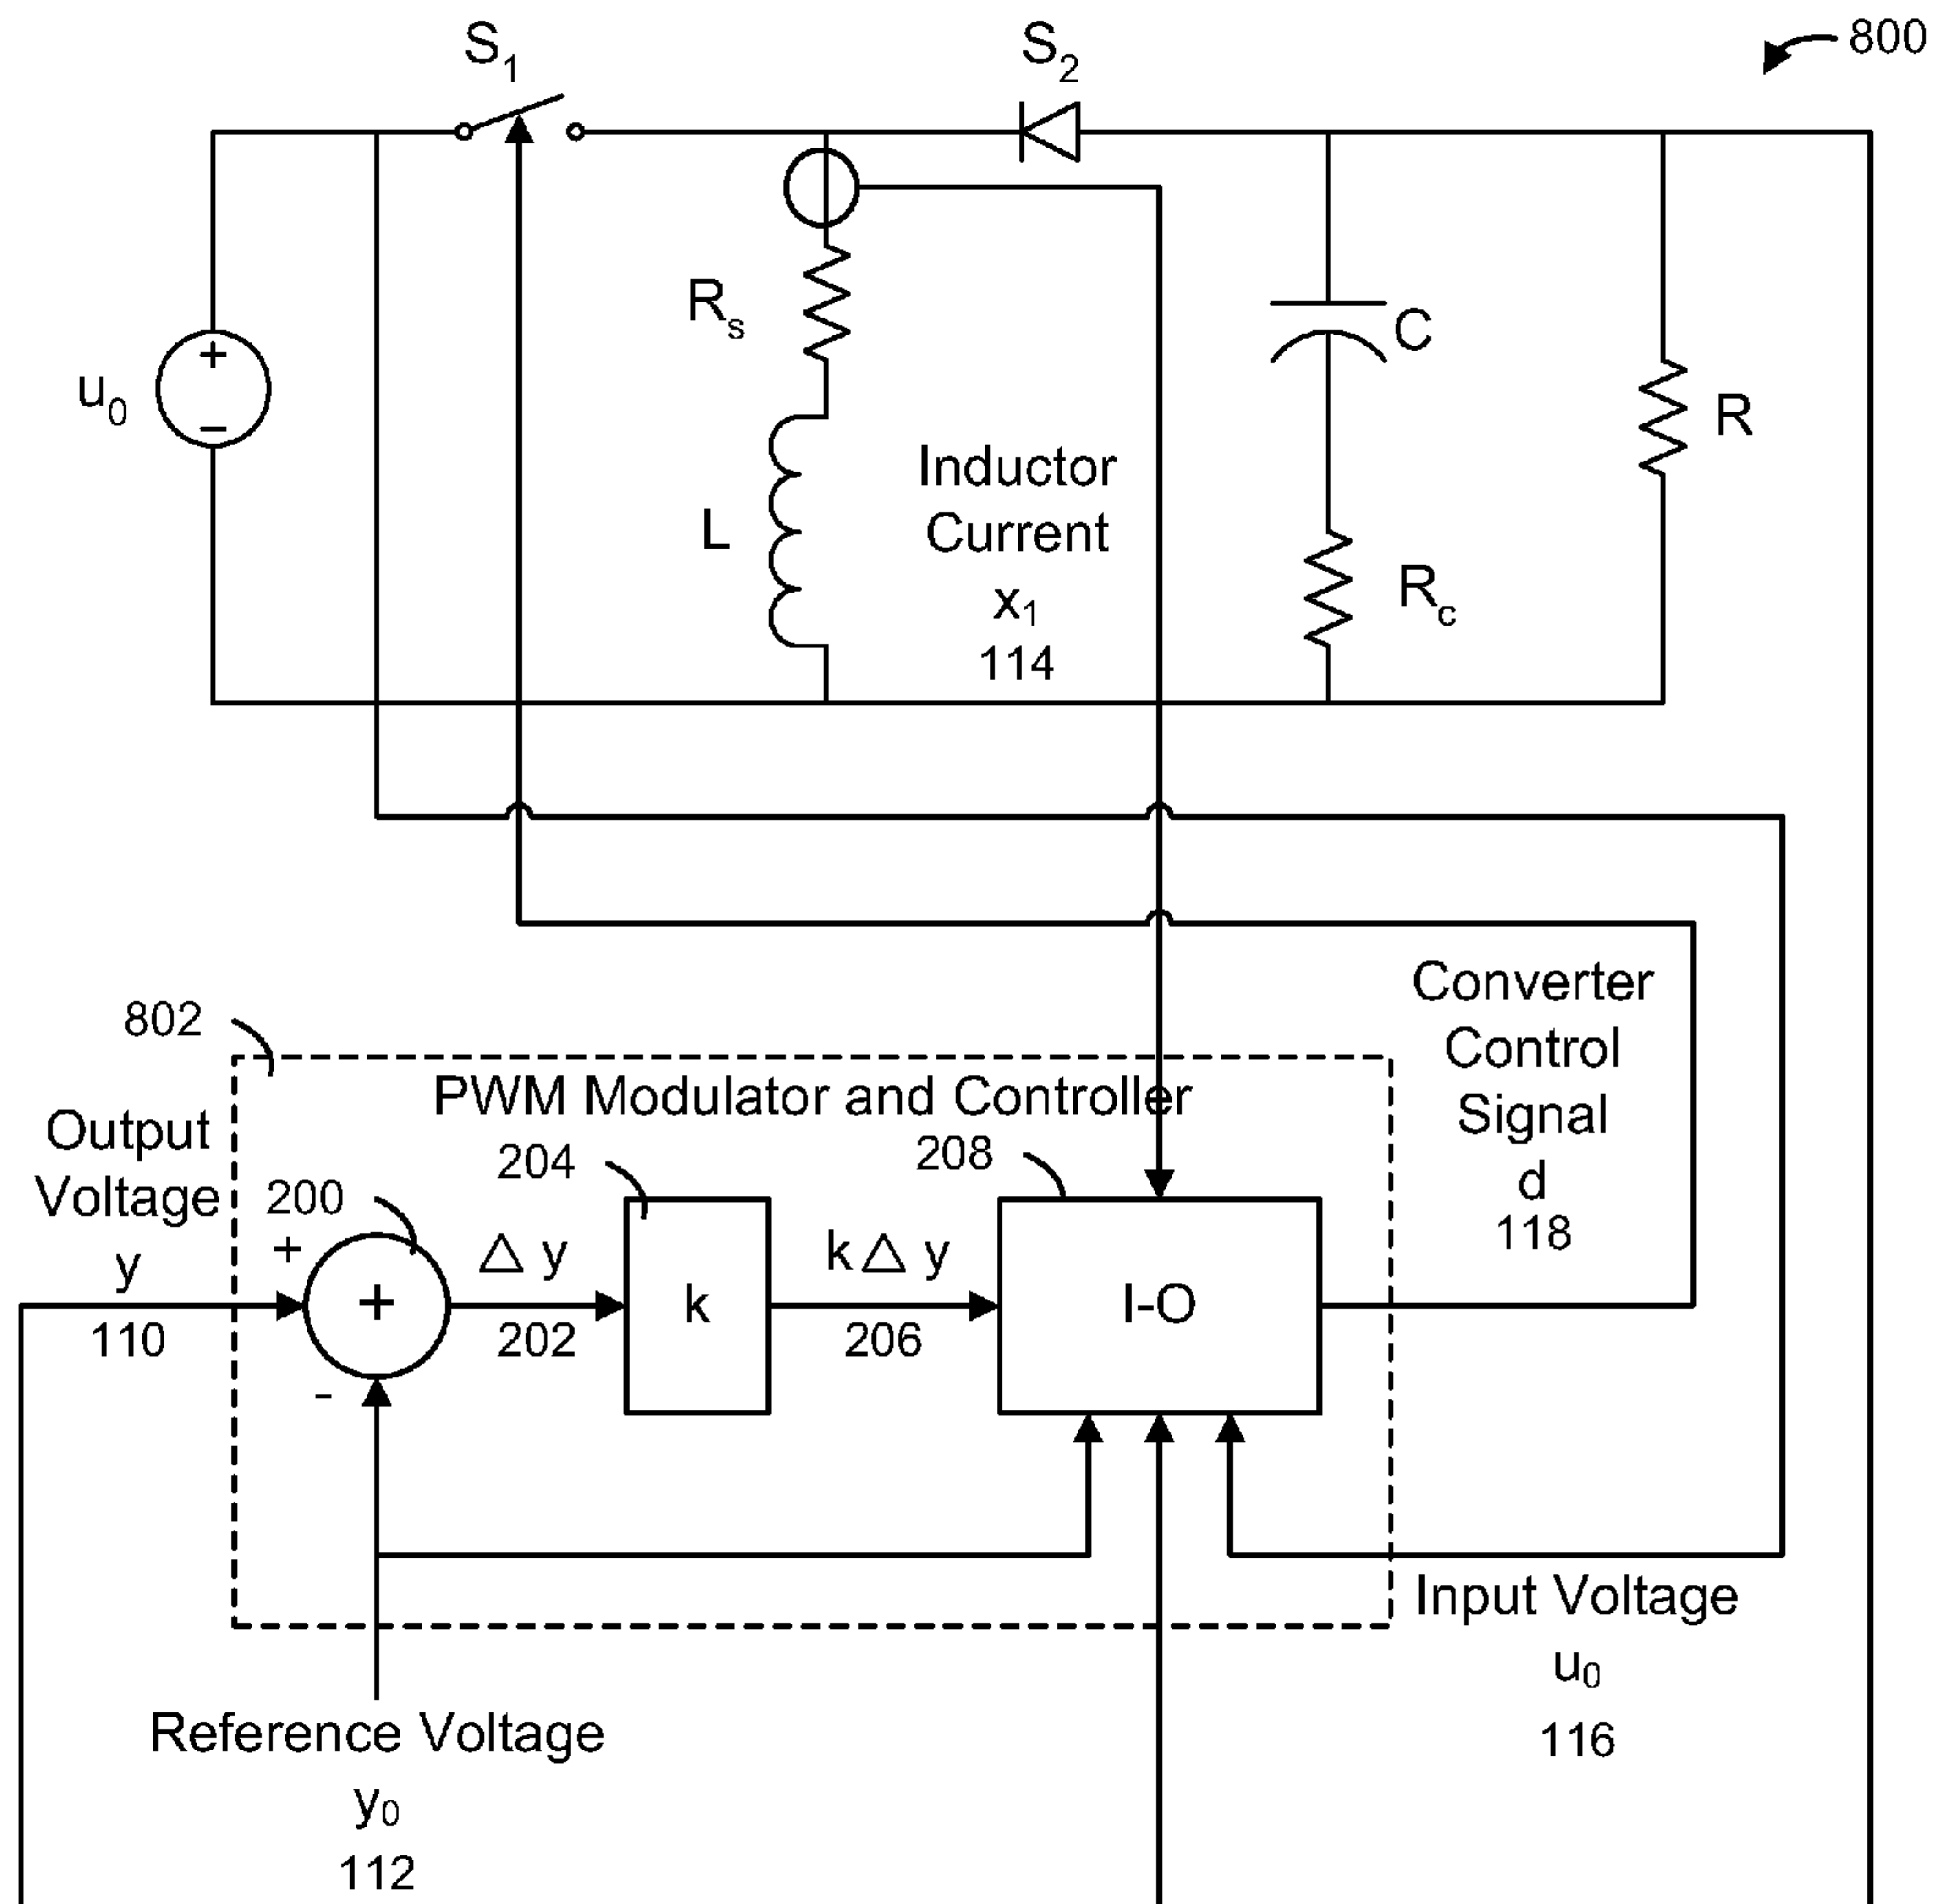 S1
S2
800
u0
+
−
Rs
L
Inductor
Current
x1
114
C
Rc
R
802
PWM Modulator and Controller
Converter
Control
Signal
d
118
Output
Voltage
y
110
200
+
+
-
Δ y
202
204
k
k Δ y
206
208
I-O
Input Voltage
u0
116
Reference Voltage
y0
112